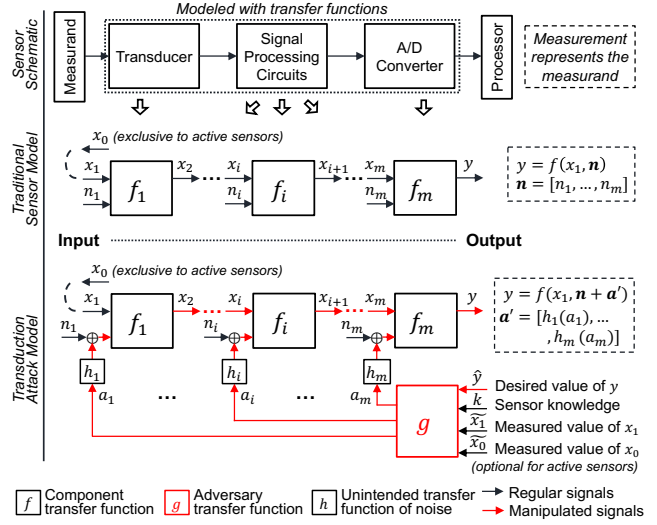 Modeled with transfer functions
Sensor
Schematic
Measurand
Transducer
Signal
Processing
Circuits
A/D
Converter
Processor
Measurement
represents the
measurand
Traditional
Sensor Model
x₀ (exclusive to active sensors)
x₁ x₂ ··· xᵢ xᵢ₊₁ ··· xₘ y
n₁ f₁ nᵢ fᵢ nₘ fₘ
y = f(x₁, n)
n = [n₁, …, nₘ]
Input Output
Transduction
Attack Model
x₀ (exclusive to active sensors)
x₁ x₂ ··· xᵢ xᵢ₊₁ ··· xₘ y
n₁ f₁ nᵢ fᵢ nₘ fₘ
y = f(x₁, n + a′)
a′ = [h₁(a₁), …
, hₘ(aₘ)]
h₁ hᵢ hₘ
a₁ ··· aᵢ ··· aₘ
g
ŷ Desired value of y
k Sensor knowledge
x̃₁ Measured value of x₁
x̃₀ Measured value of x₀
(optional for active sensors)
f Component
transfer function
g Adversary
transfer function
h Unintended transfer
function of noise
Regular signals
Manipulated signals